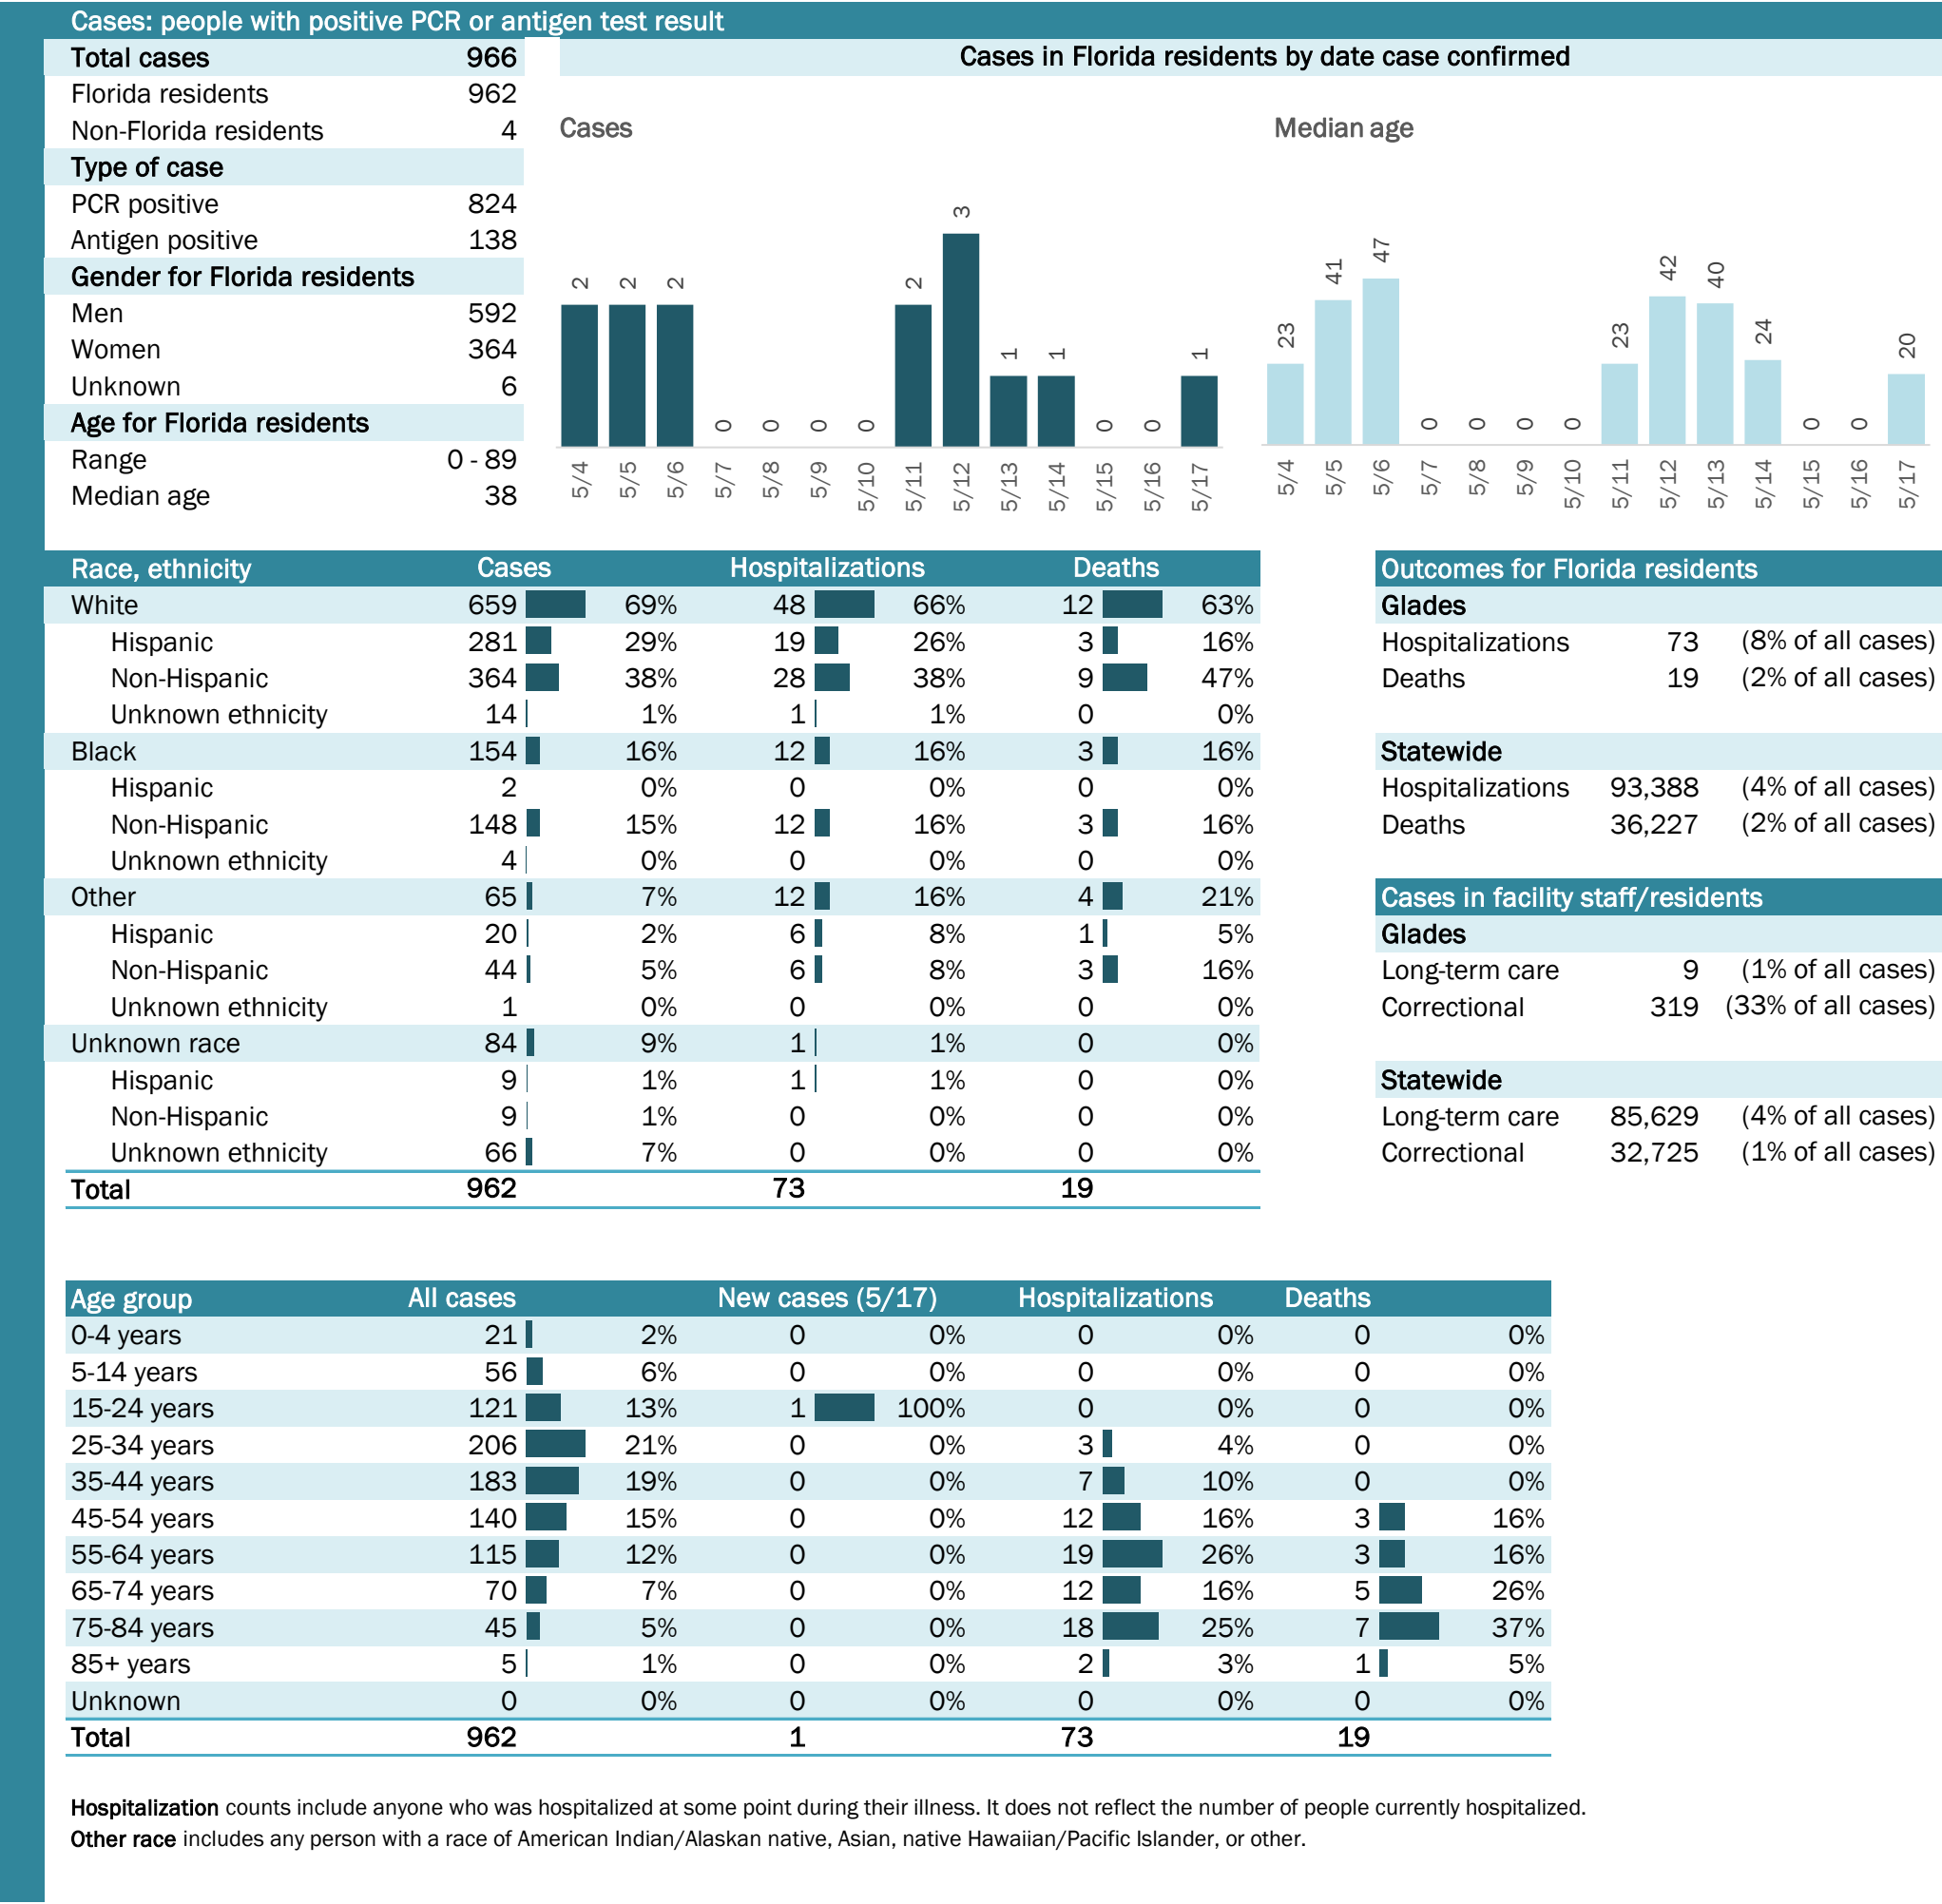 Cases: people with positive PCR or antigen test result
Total cases 966
Florida residents 962
Non-Florida residents 4
Type of case
PCR positive 824
Antigen positive 138
Gender for Florida residents
Men 592
Women 364
Unknown 6
Age for Florida residents
Range 0 - 89
Median age 38
Cases in Florida residents by date case confirmed
Cases
2 2 2 0 0 0 0 2 3 1 1 0 0 1
5/4 5/5 5/6 5/7 5/8 5/9 5/10 5/11 5/12 5/13 5/14 5/15 5/16 5/17
Median age
23 41 47 0 0 0 0 23 42 40 24 0 0 20
5/4 5/5 5/6 5/7 5/8 5/9 5/10 5/11 5/12 5/13 5/14 5/15 5/16 5/17
Race, ethnicity Cases Hospitalizations Deaths
White 659 69% 48 66% 12 63%
Hispanic 281 29% 19 26% 3 16%
Non-Hispanic 364 38% 28 38% 9 47%
Unknown ethnicity 14 1% 1 1% 0 0%
Black 154 16% 12 16% 3 16%
Hispanic 2 0% 0 0% 0 0%
Non-Hispanic 148 15% 12 16% 3 16%
Unknown ethnicity 4 0% 0 0% 0 0%
Other 65 7% 12 16% 4 21%
Hispanic 20 2% 6 8% 1 5%
Non-Hispanic 44 5% 6 8% 3 16%
Unknown ethnicity 1 0% 0 0% 0 0%
Unknown race 84 9% 1 1% 0 0%
Hispanic 9 1% 1 1% 0 0%
Non-Hispanic 9 1% 0 0% 0 0%
Unknown ethnicity 66 7% 0 0% 0 0%
Total 962 73 19
Outcomes for Florida residents
Glades
Hospitalizations 73 (8% of all cases)
Deaths 19 (2% of all cases)
Statewide
Hospitalizations 93,388 (4% of all cases)
Deaths 36,227 (2% of all cases)
Cases in facility staff/residents
Glades
Long-term care 9 (1% of all cases)
Correctional 319 (33% of all cases)
Statewide
Long-term care 85,629 (4% of all cases)
Correctional 32,725 (1% of all cases)
Age group All cases New cases (5/17) Hospitalizations Deaths
0-4 years 21 2% 0 0% 0 0% 0 0%
5-14 years 56 6% 0 0% 0 0% 0 0%
15-24 years 121 13% 1 100% 0 0% 0 0%
25-34 years 206 21% 0 0% 3 4% 0 0%
35-44 years 183 19% 0 0% 7 10% 0 0%
45-54 years 140 15% 0 0% 12 16% 3 16%
55-64 years 115 12% 0 0% 19 26% 3 16%
65-74 years 70 7% 0 0% 12 16% 5 26%
75-84 years 45 5% 0 0% 18 25% 7 37%
85+ years 5 1% 0 0% 2 3% 1 5%
Unknown 0 0% 0 0% 0 0% 0 0%
Total 962 1 73 19
Hospitalization counts include anyone who was hospitalized at some point during their illness. It does not reflect the number of people currently hospitalized.
Other race includes any person with a race of American Indian/Alaskan native, Asian, native Hawaiian/Pacific Islander, or other.